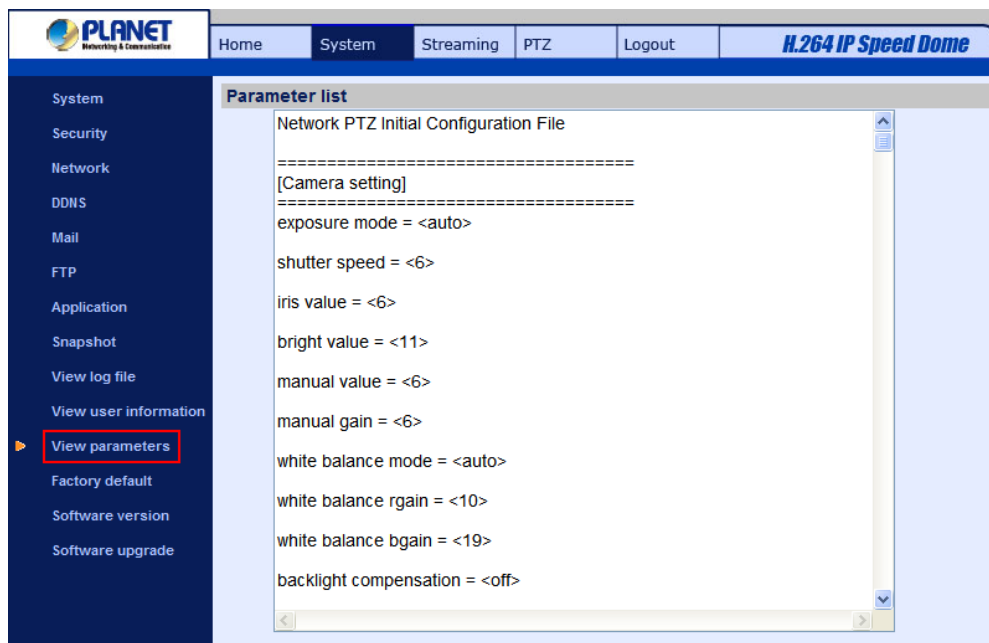 PLANET
Networking & Communication
Home
System
Streaming
PTZ
Logout
H.264 IP Speed Dome
System
Security
Network
DDNS
Mail
FTP
Application
Snapshot
View log file
View user information
View parameters
Factory default
Software version
Software upgrade
Parameter list
Network PTZ Initial Configuration File
====================================
[Camera setting]
====================================
exposure mode = <auto>
shutter speed = <6>
iris value = <6>
bright value = <11>
manual value = <6>
manual gain = <6>
white balance mode = <auto>
white balance rgain = <10>
white balance bgain = <19>
backlight compensation = <off>